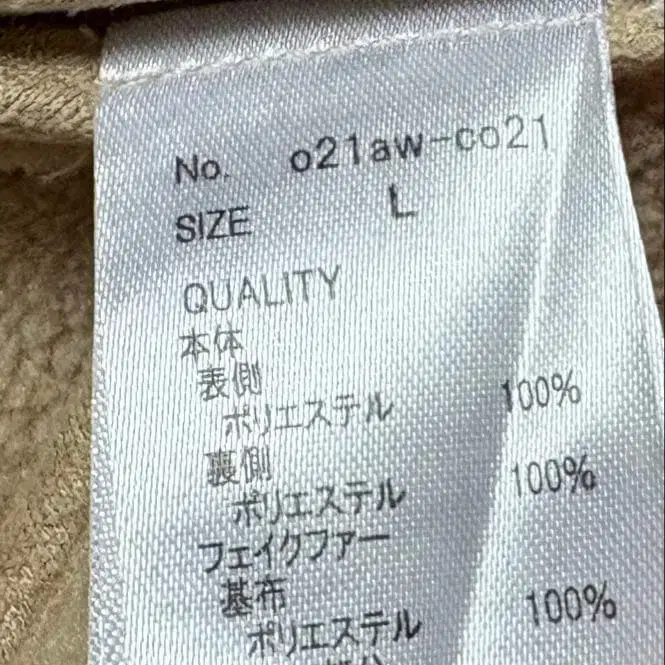 No. o21aw-co21
SIZE L
QUALITY
本体
表側
ポリエステル 100%
裏側
ポリエステル 100%
フェイクファー
基布
ポリエステル 100%